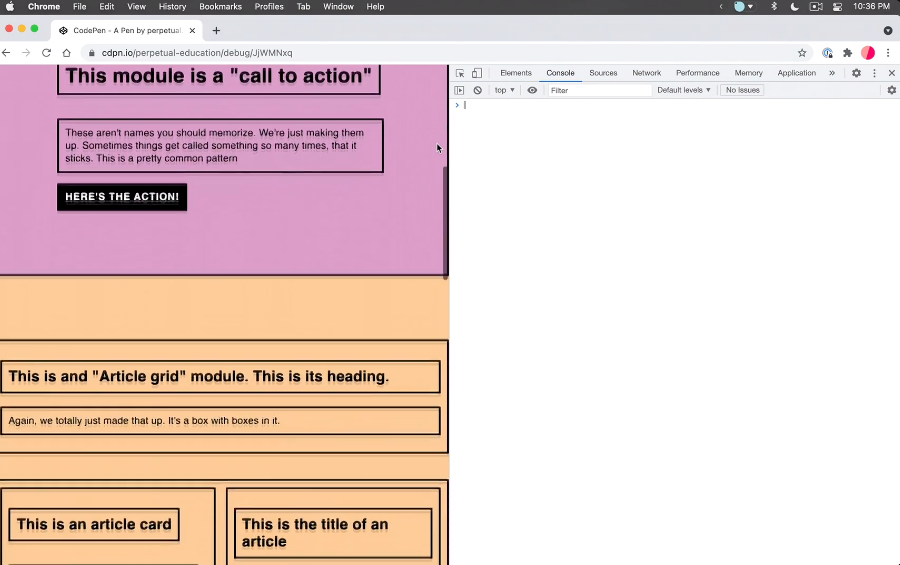 Chrome File Edit View History Bookmarks Profiles Tab Window Help 10:36 PM
CodePen - A Pen by perpetual
cdpn.io/perpetual-education/debug/JjWMNxq
Elements Console Sources Network Performance Memory Application »
top Filter Default levels No Issues
This module is a "call to action"
These aren't names you should memorize. We're just making them
up. Sometimes things get called something so many times, that it
sticks. This is a pretty common pattern
HERE'S THE ACTION!
This is and "Article grid" module. This is its heading.
Again, we totally just made that up. It's a box with boxes in it.
This is an article card
This is the title of an
article